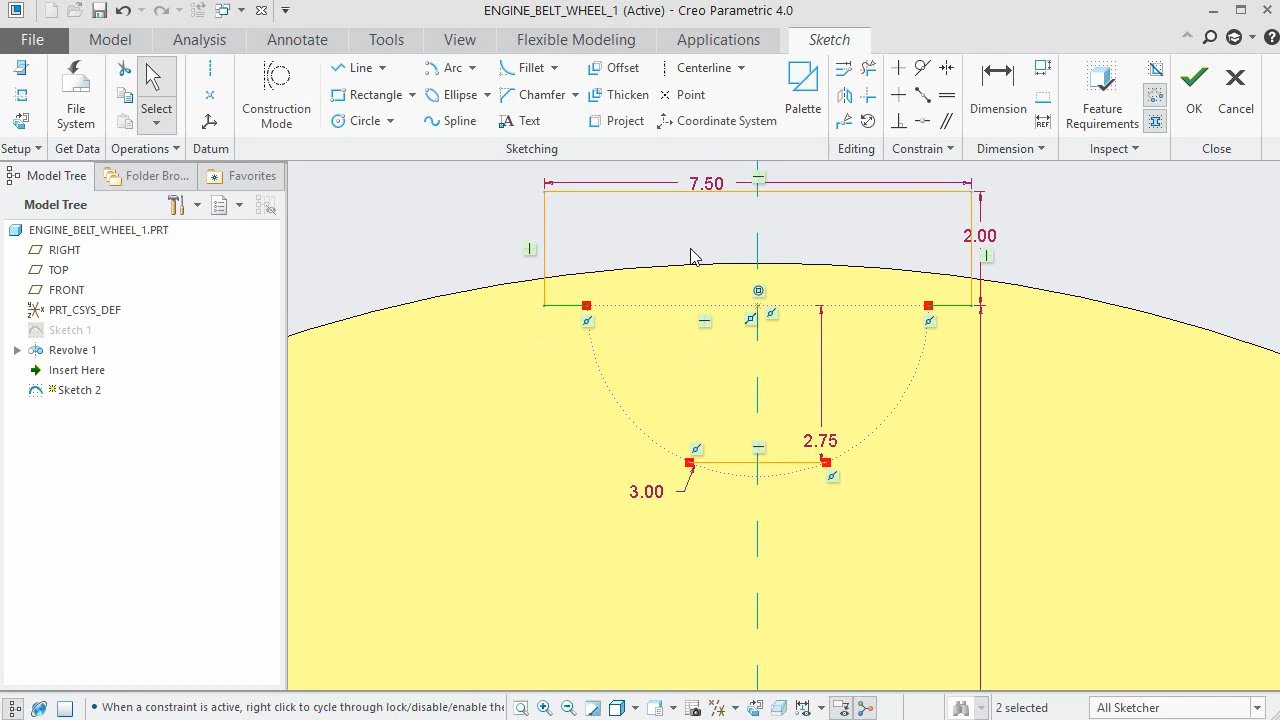 ENGINE_BELT_WHEEL_1 (Active) - Creo Parametric 4.0
File Model Analysis Annotate Tools View Flexible Modeling Applications Sketch
Line Arc Fillet Offset Centerline
Rectangle Ellipse Chamfer Thicken Point
Circle Spline Text Project Coordinate System
File System
Select
Construction Mode
Palette
Dimension
Feature Requirements
OK Cancel
Setup Get Data Operations Datum Sketching Editing Constrain Dimension Inspect Close
Model Tree Folder Bro... Favorites
Model Tree
ENGINE_BELT_WHEEL_1.PRT
RIGHT
TOP
FRONT
PRT_CSYS_DEF
Sketch 1
Revolve 1
Insert Here
Sketch 2
7.50
2.00
2.75
3.00
When a constraint is active, right click to cycle through lock/disable/enable the
2 selected
All Sketcher